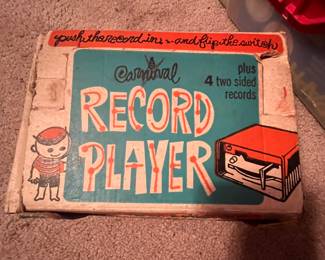 push the record in; - and flip the switch
Carnival
plus
4 two sided
records
RECORD
PLAYER